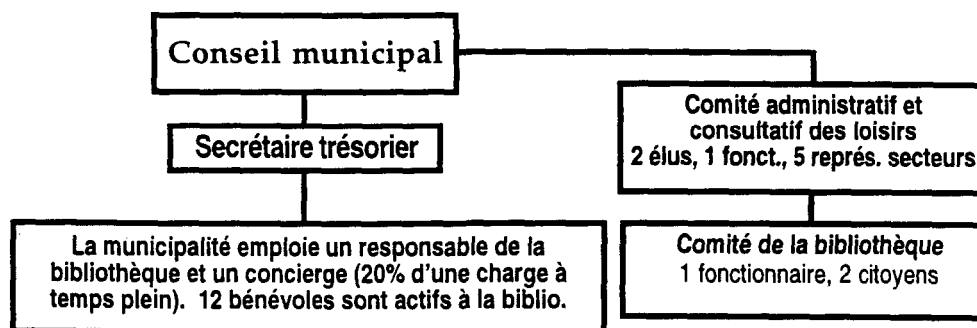 Conseil municipal
Secrétaire trésorier
La municipalité emploie un responsable de la
bibliothèque et un concierge (20% d'une charge à
temps plein). 12 bénévoles sont actifs à la biblio.
Comité administratif et
consultatif des loisirs
2 élus, 1 fonct., 5 représ. secteurs
Comité de la bibliothèque
1 fonctionnaire, 2 citoyens